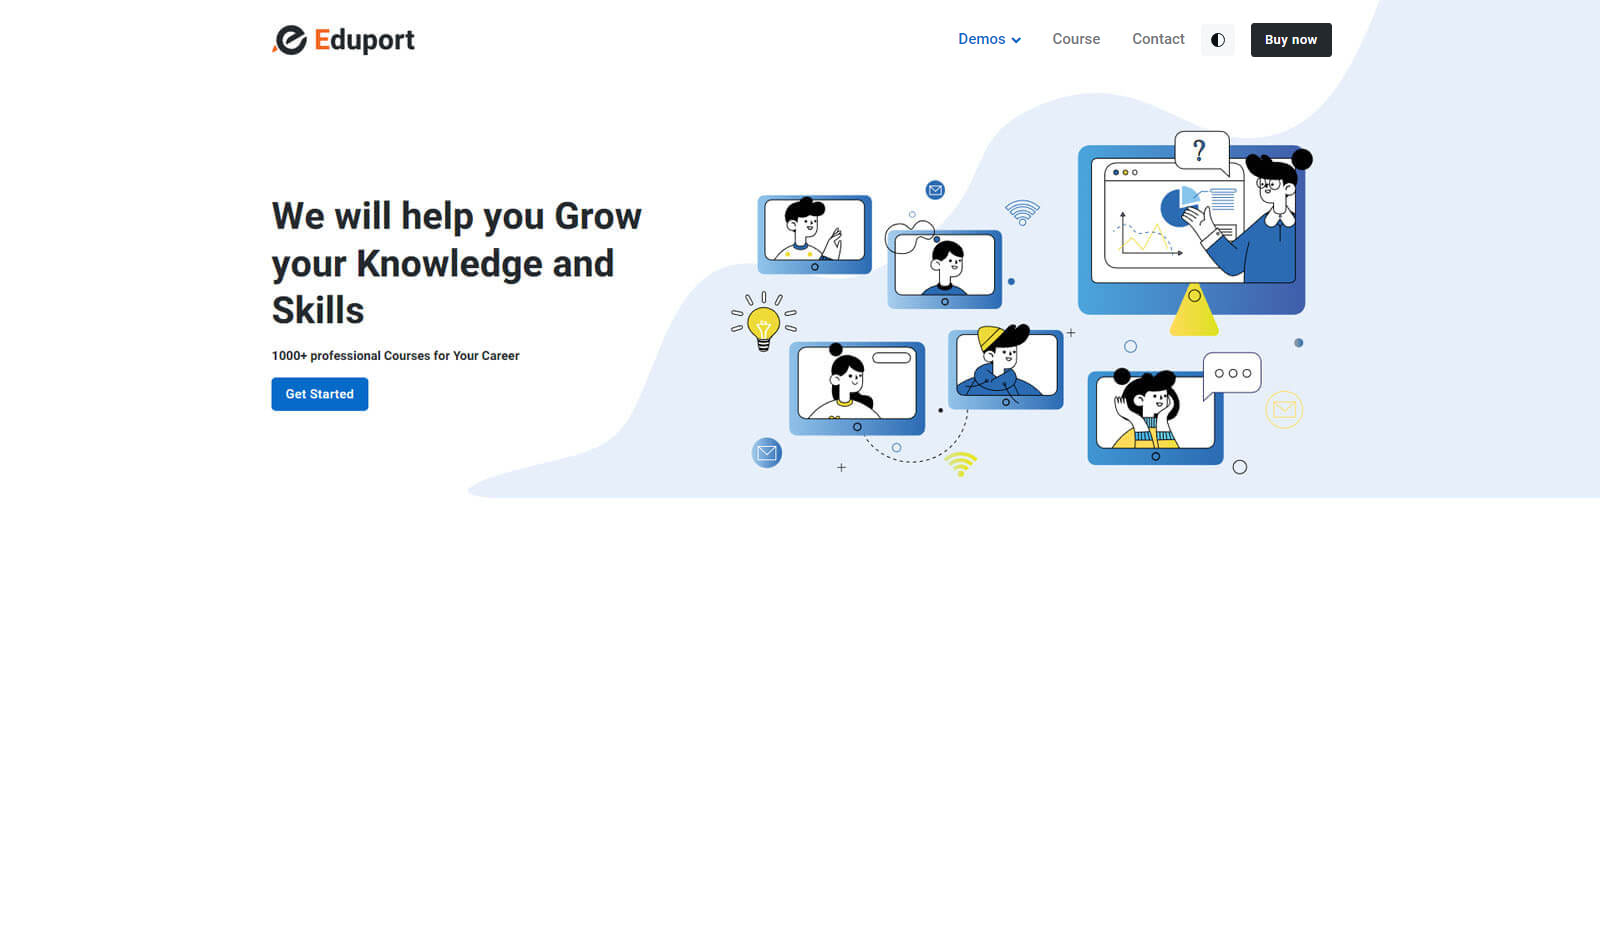 Eduport
Demos
Course
Contact
Buy now
?
We will help you Grow
your Knowledge and
Skills
1000+ professional Courses for Your Career
Get Started